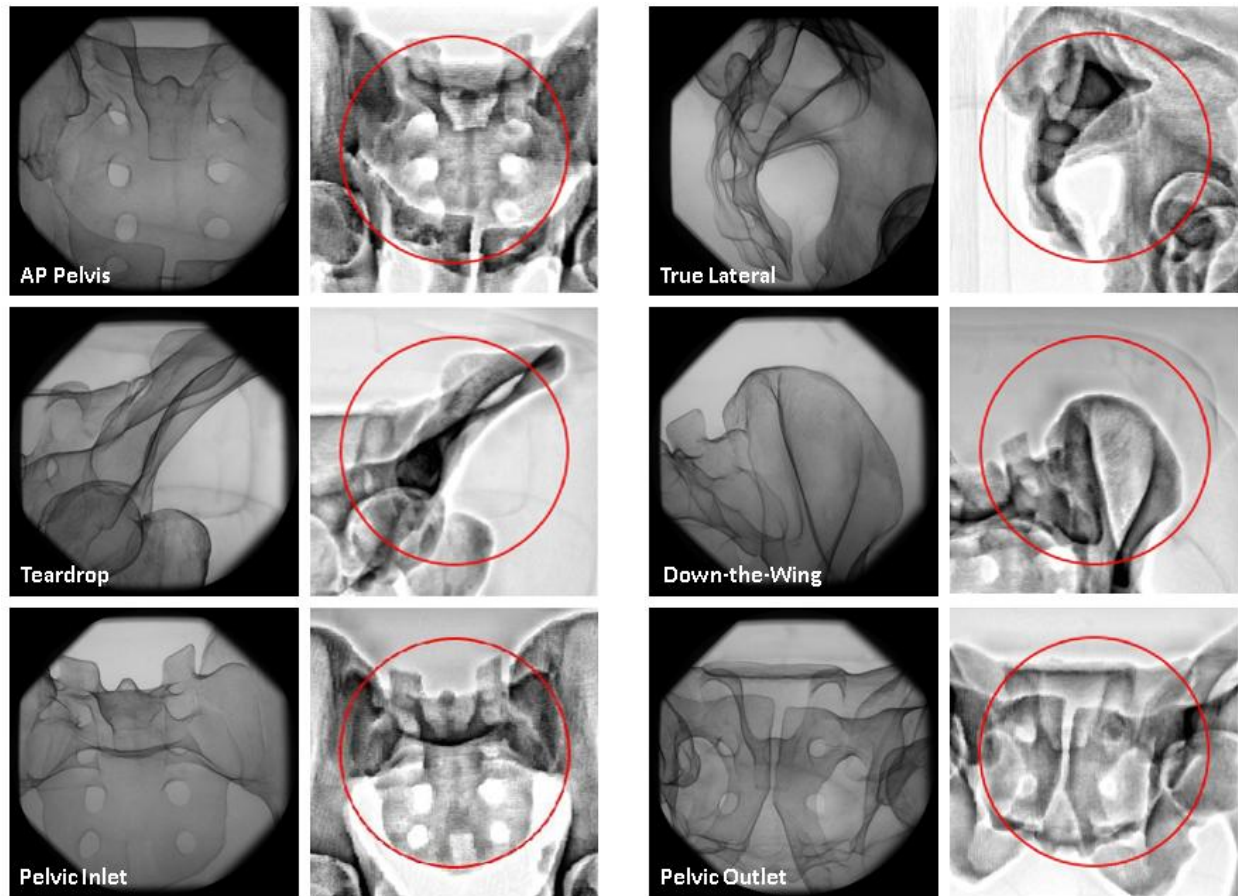 AP Pelvis
True Lateral
Teardrop
Down-the-Wing
Pelvic Inlet
Pelvic Outlet